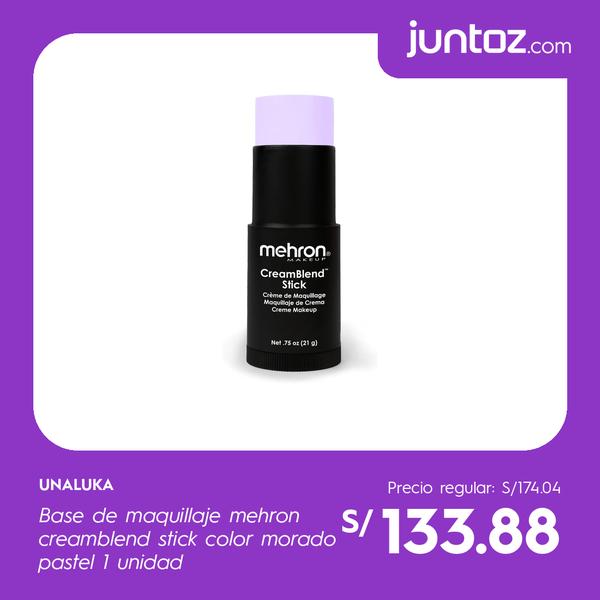 juntoz.com
mehron®
MAKEUP
CreamBlend™
Stick
Crème de Maquillage
Maquillaje de Crema
Creme Makeup
Net .75 oz (21 g)
UNALUKA
Base de maquillaje mehron
creamblend stick color morado
pastel 1 unidad
Precio regular: S/174.04
S/133.88